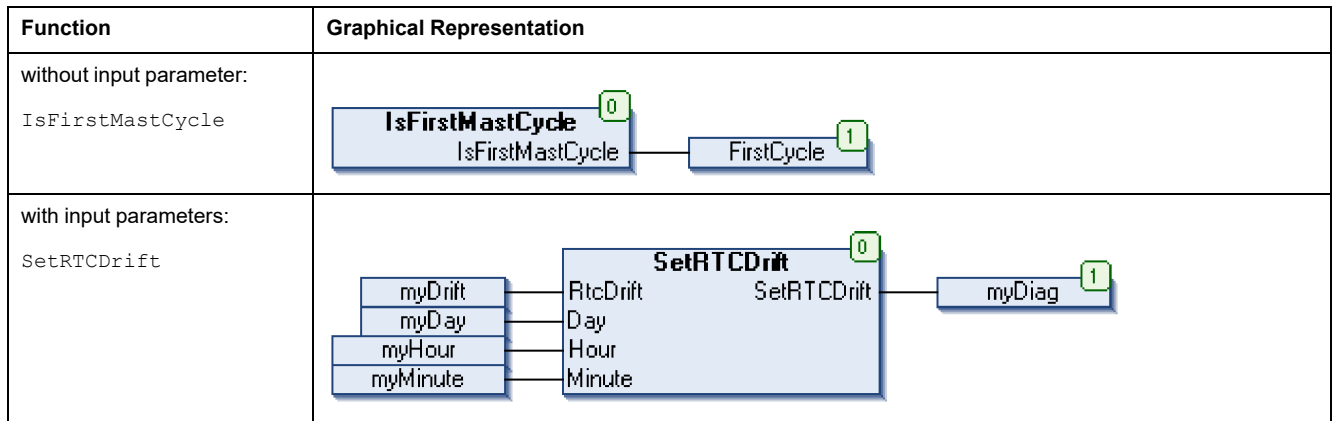 Function Graphical Representation
without input parameter:
IsFirstMastCycle
0
IsFirstMastCycle
IsFirstMastCycle FirstCycle 1
with input parameters:
SetRTCDrift
0
SetRTCDrift
myDrift RtcDrift SetRTCDrift myDiag 1
myDay Day
myHour Hour
myMinute Minute